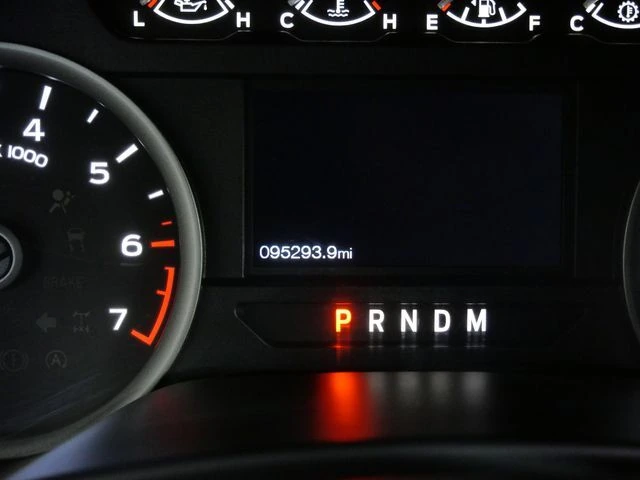 L H C H E F C
4
X 1000
5
6
BRAKE
7
095293.9mi
P R N D M